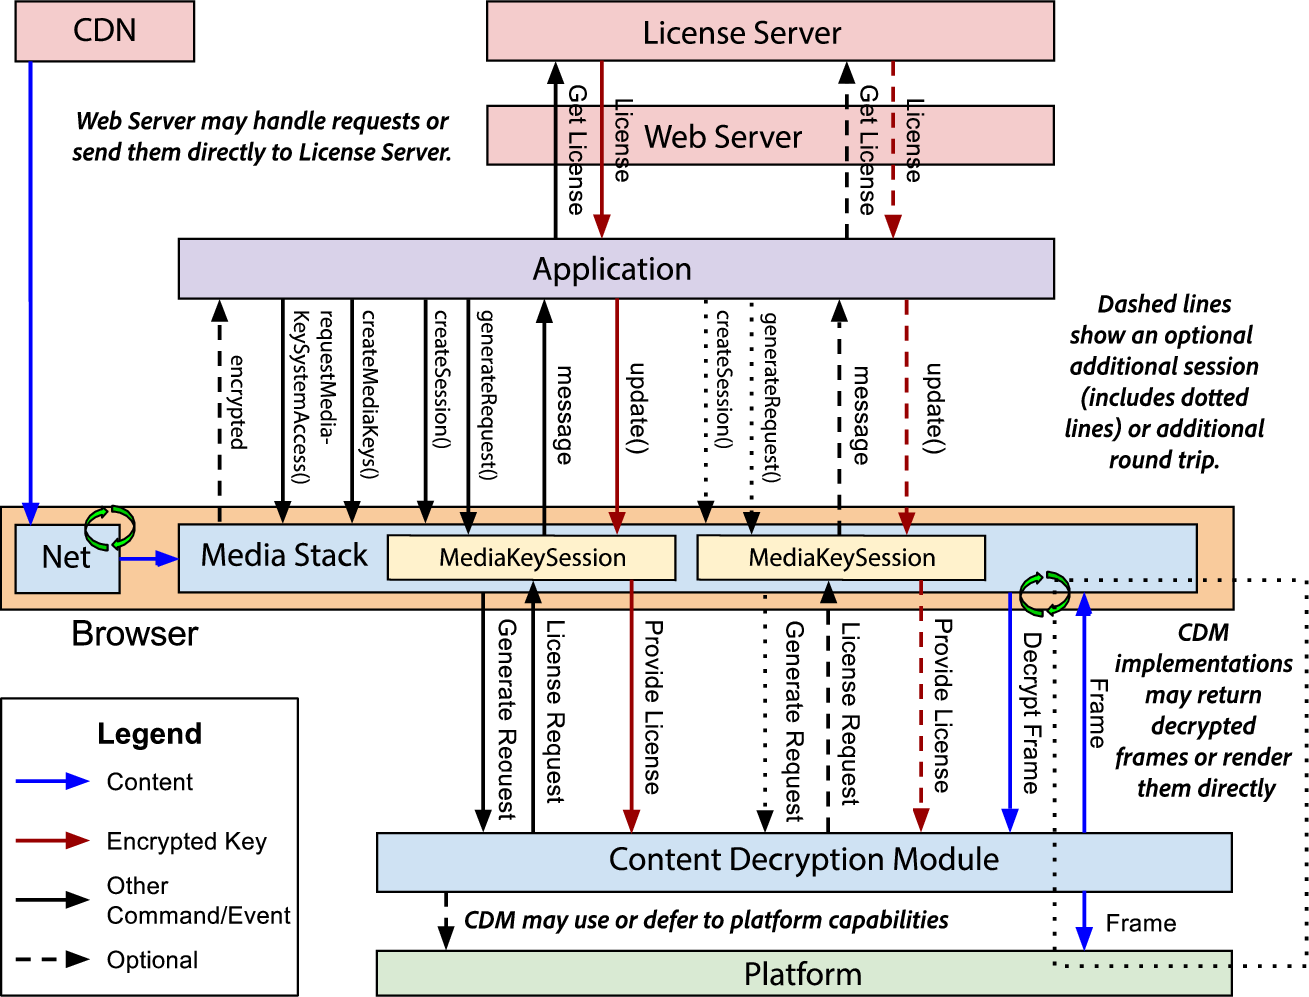 CDN
License Server
Web Server may handle requests or
send them directly to License Server.
Get License
License
Get License
License
Web Server
Application
encrypted
requestMedia-
KeySystemAccess()
createMediaKeys()
createSession()
generateRequest()
message
update()
createSession()
generateRequest()
message
update()
Dashed lines
show an optional
additional session
(includes dotted
lines) or additional
round trip.
Net
Media Stack
MediaKeySession
MediaKeySession
Browser
Generate Request
License Request
Provide License
Generate Request
License Request
Provide License
Decrypt Frame
Frame
CDM
implementations
may return
decrypted
frames or render
them directly
Legend
Content
Encrypted Key
Other
Command/Event
Optional
Content Decryption Module
CDM may use or defer to platform capabilities
Frame
Platform